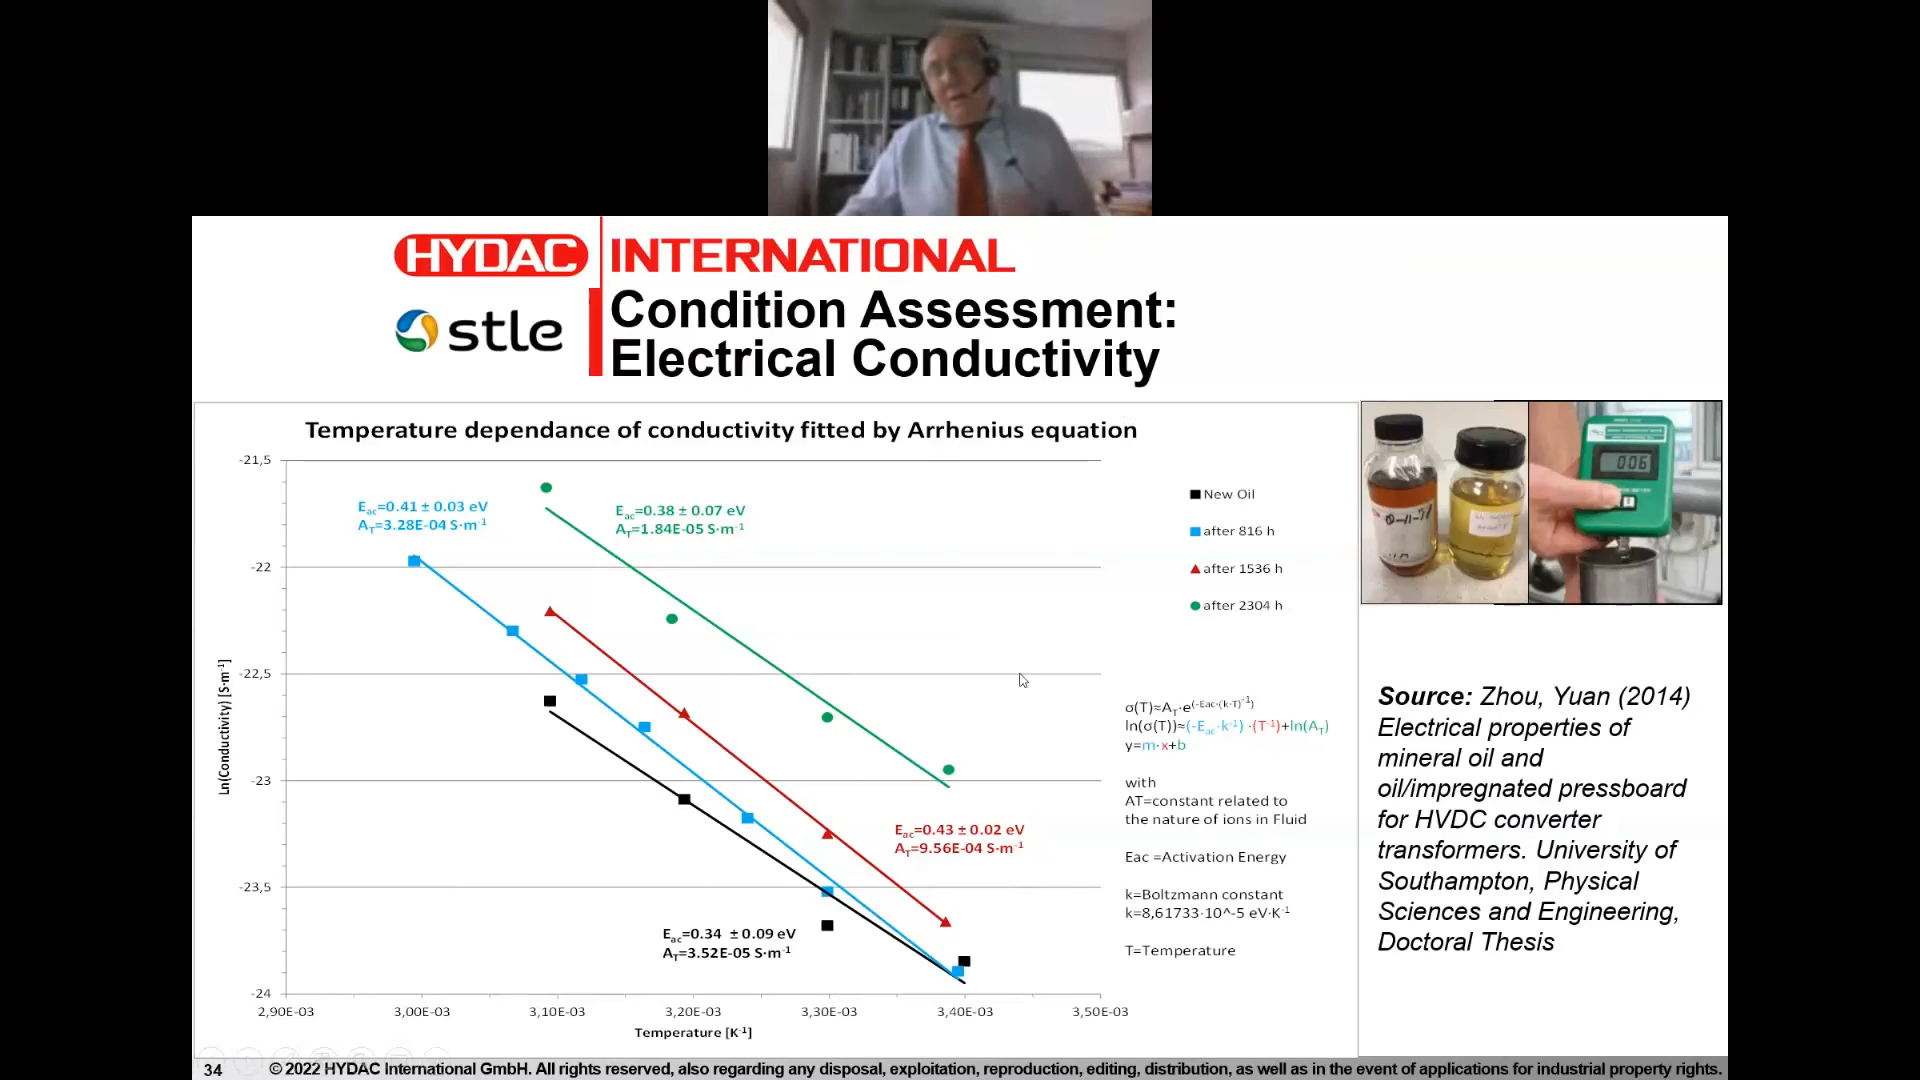 HYDAC INTERNATIONAL
stle
Condition Assessment:
Electrical Conductivity
Temperature dependance of conductivity fitted by Arrhenius equation
Ln(Conductivity) [S·m⁻¹]
-21,5
-22
-22,5
-23
-23,5
-24
Eac=0.41 ± 0.03 eV
AT=3.28E-04 S·m⁻¹
Eac=0.38 ± 0.07 eV
AT=1.84E-05 S·m⁻¹
Eac=0.43 ± 0.02 eV
AT=9.56E-04 S·m⁻¹
Eac=0.34 ± 0.09 eV
AT=3.52E-05 S·m⁻¹
2,90E-03 3,00E-03 3,10E-03 3,20E-03 3,30E-03 3,40E-03 3,50E-03
Temperature [K⁻¹]
New Oil
after 816 h
after 1536 h
after 2304 h
σ(T)≈AT·e^(-Eac·(k·T)⁻¹)
ln(σ(T))≈(-Eac·k⁻¹)·(T⁻¹)+ln(AT)
y=m·x+b
with
AT=constant related to
the nature of ions in Fluid
Eac =Activation Energy
k=Boltzmann constant
k=8,61733·10^-5 eV·K⁻¹
T=Temperature
006
Source: Zhou, Yuan (2014)
Electrical properties of
mineral oil and
oil/impregnated pressboard
for HVDC converter
transformers. University of
Southampton, Physical
Sciences and Engineering,
Doctoral Thesis
34
© 2022 HYDAC International GmbH. All rights reserved, also regarding any disposal, exploitation, reproduction, editing, distribution, as well as in the event of applications for industrial property rights.